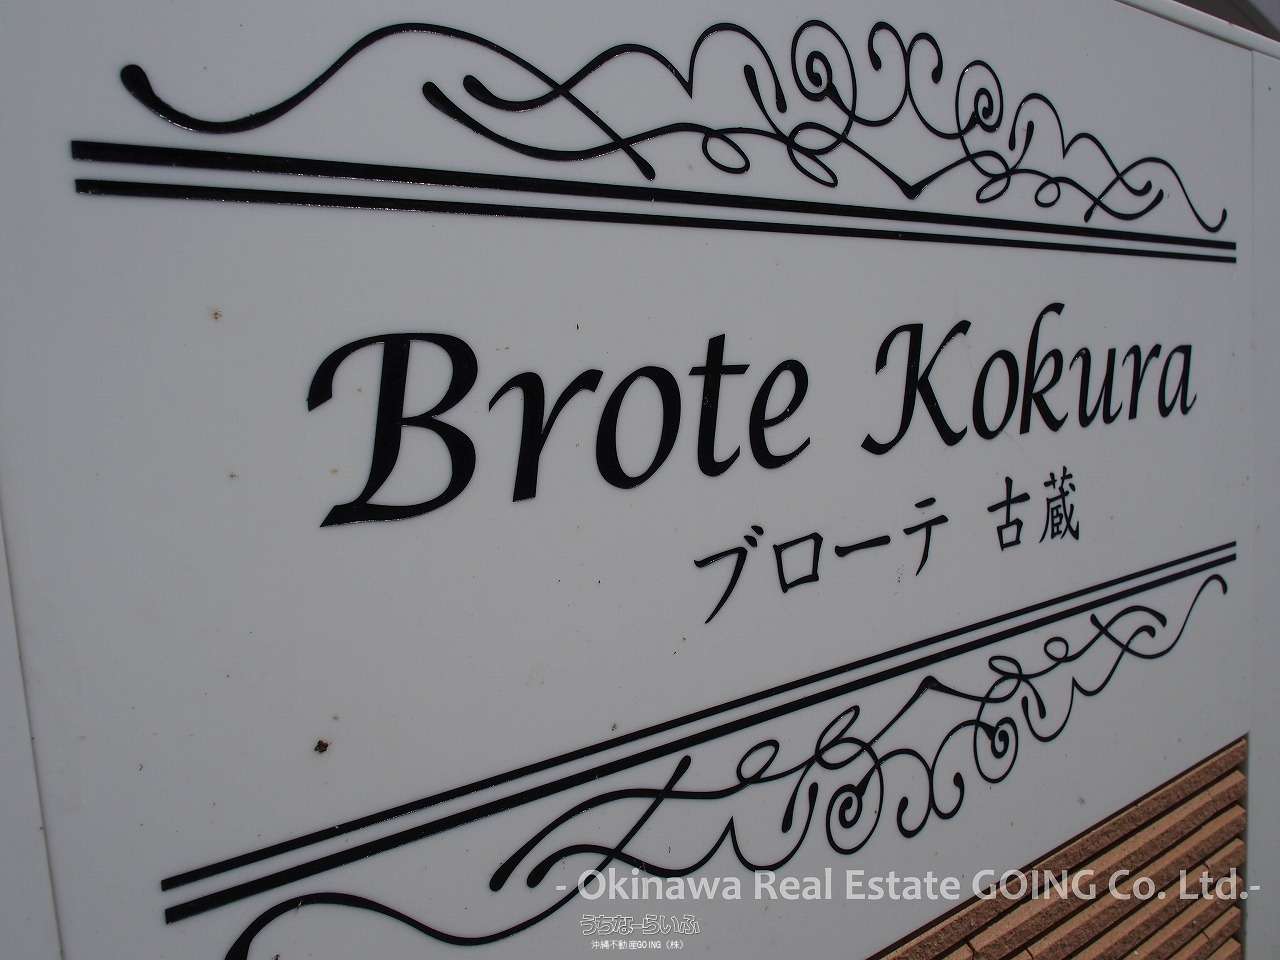 Brote Kokura
ブローテ 古蔵
- Okinawa Real Estate GOING Co. Ltd.-
うちなーらいふ
沖縄不動産GOING（株）